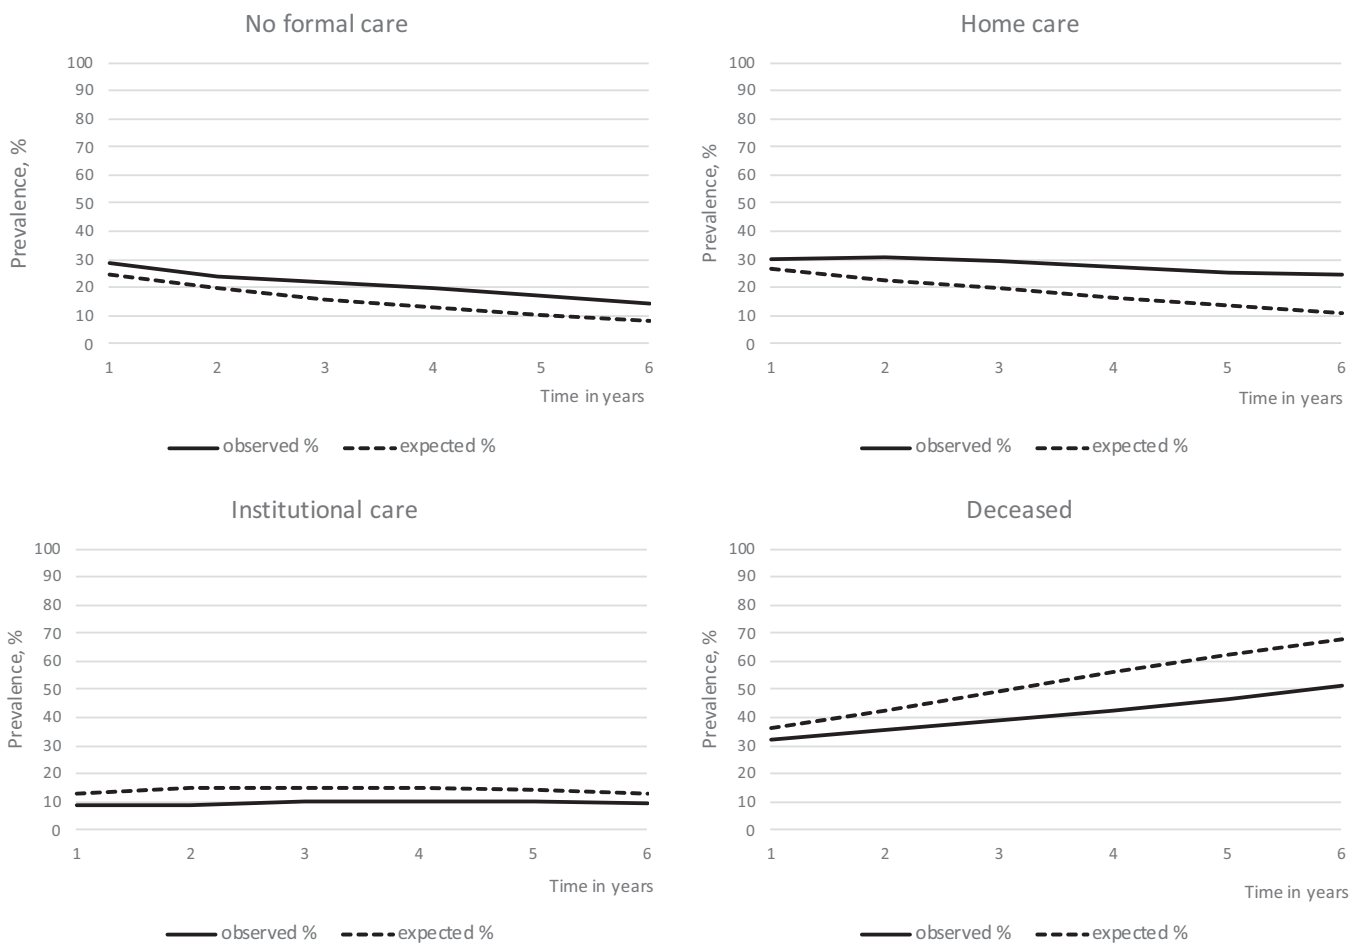 No formal care
100
90
80
70
60
50
40
30
20
10
0
Prevalence, %
1 2 3 4 5 6
Time in years
observed % expected %
Home care
100
90
80
70
60
50
40
30
20
10
0
Prevalence, %
1 2 3 4 5 6
Time in years
observed % expected %
Institutional care
100
90
80
70
60
50
40
30
20
10
0
Prevalence, %
1 2 3 4 5 6
Time in years
observed % expected %
Deceased
100
90
80
70
60
50
40
30
20
10
0
Prevalence, %
1 2 3 4 5 6
Time in years
observed % expected %